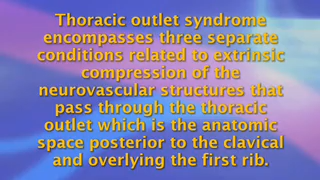 Thoracic outlet syndrome
encompasses three separate
conditions related to extrinsic
compression of the
neurovascular structures that
pass through the thoracic
outlet which is the anatomic
space posterior to the clavical
and overlying the first rib.